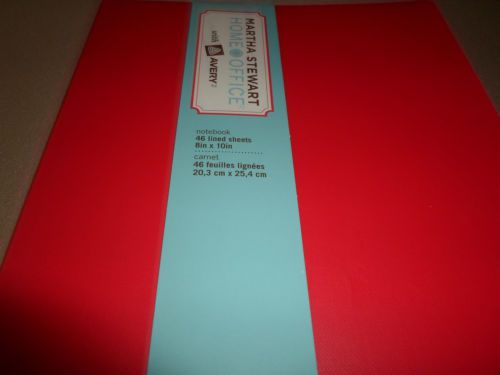 MARTHA STEWART
HOME OFFICE
with AVERY
notebook
46 lined sheets
8in x 10in
carnet
46 feuilles lignées
20,3 cm x 25,4 cm